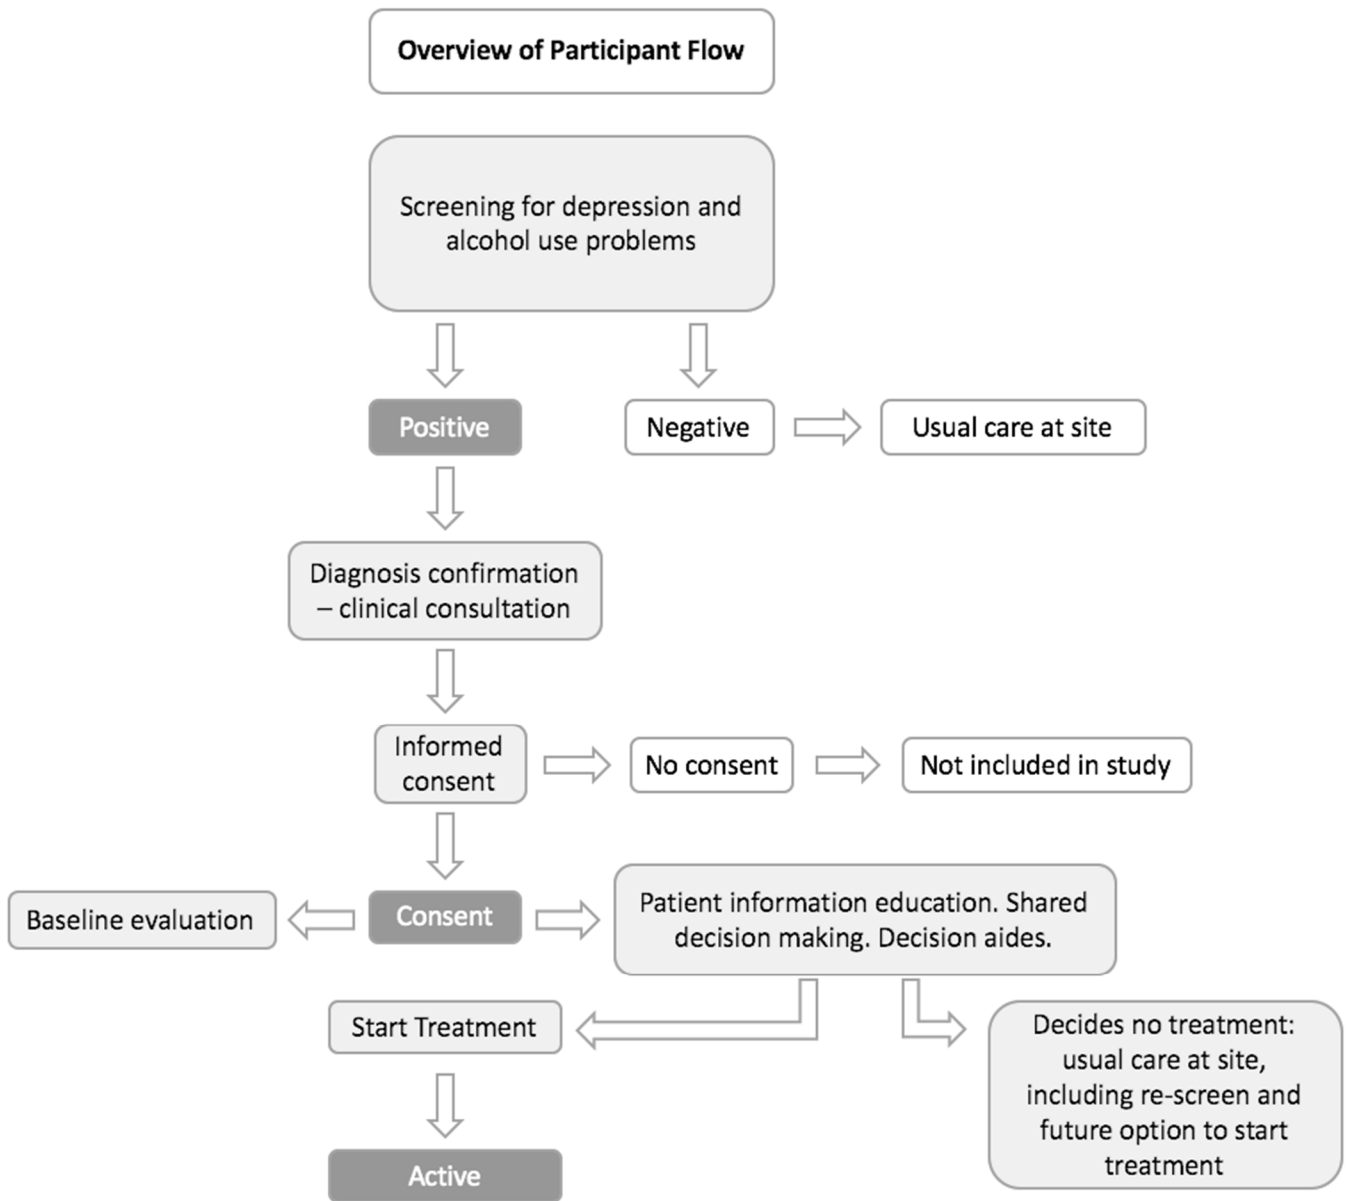 Overview of Participant Flow
Screening for depression and
alcohol use problems
Positive
Negative
Usual care at site
Diagnosis confirmation
– clinical consultation
Informed
consent
No consent
Not included in study
Baseline evaluation
Consent
Patient information education. Shared
decision making. Decision aides.
Start Treatment
Decides no treatment:
usual care at site,
including re-screen and
future option to start
treatment
Active